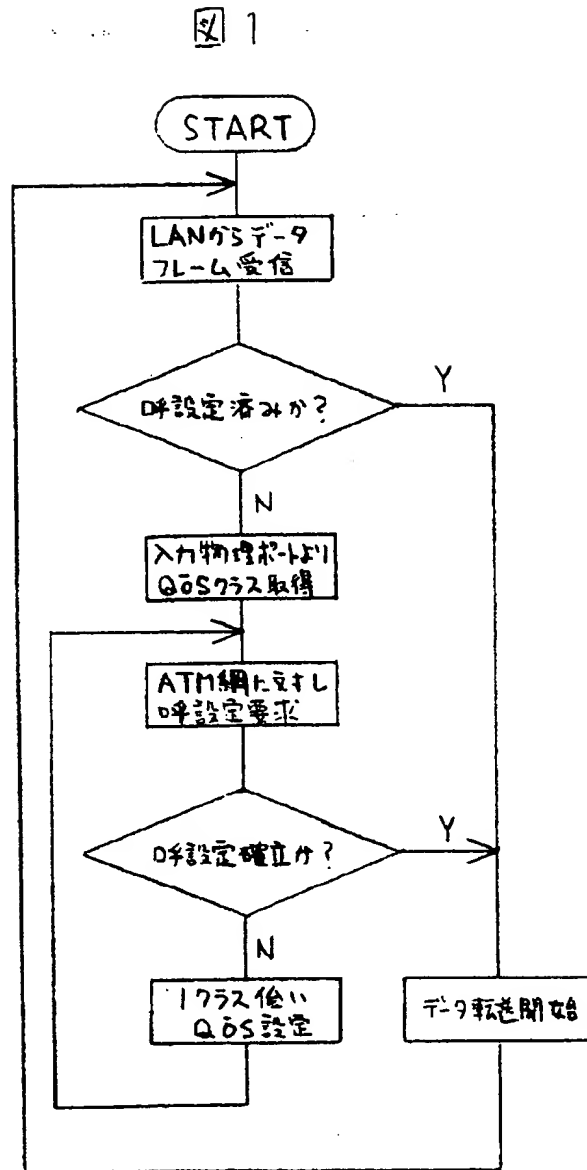 図 1
START
LANからデータ
フレーム受信
呼設定済みか?
Y
N
入力物理ポートより
QoSクラス取得
ATM網に対し
呼設定要求
呼設定確立か?
Y
N
1クラス低い
QoS設定
データ転送開始